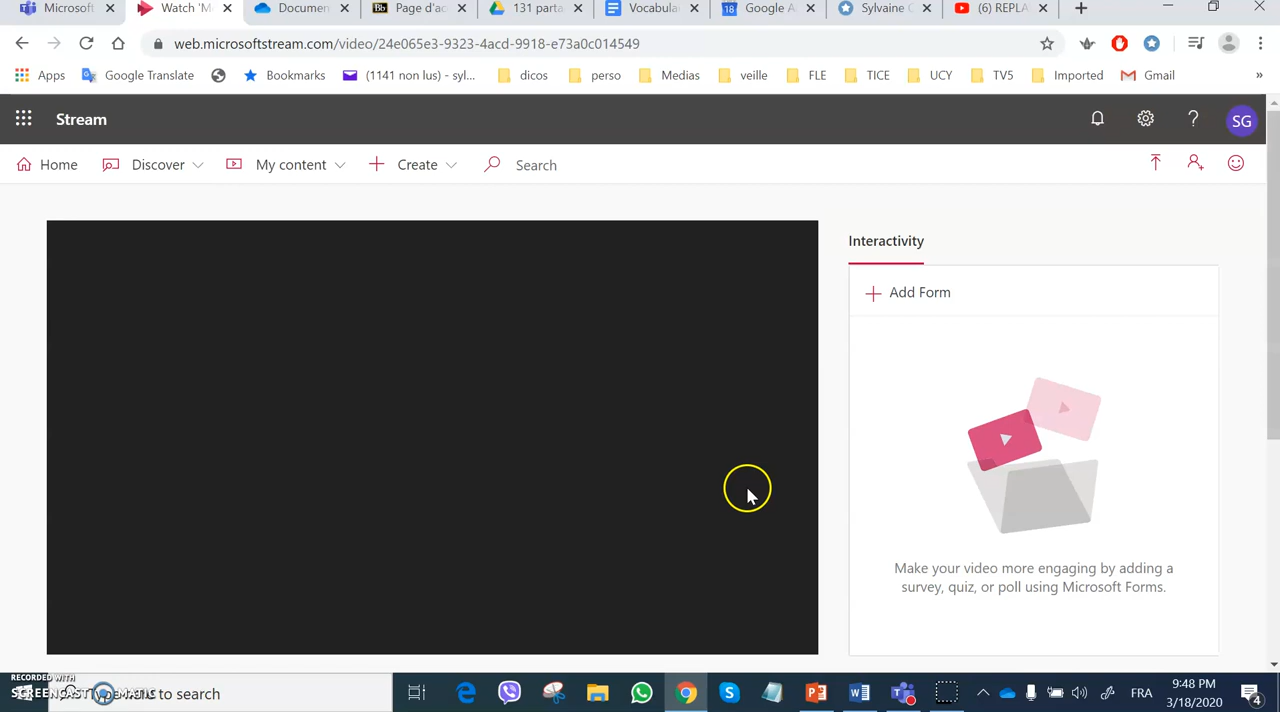 Microsoft Watch 'M Documen Page d'ac 131 parta Vocabula Google A Sylvaine (6) REPLA
web.microsoftstream.com/video/24e065e3-9323-4acd-9918-e73a0c014549
Apps Google Translate Bookmarks (1141 non lus) - syl... dicos perso Medias veille FLE TICE UCY TV5 Imported Gmail »
Stream SG
Home Discover My content Create Search
Interactivity
Add Form
Make your video more engaging by adding a
survey, quiz, or poll using Microsoft Forms.
RECORDED WITH
SCREENCAST MATIC
to search
FRA
9:48 PM
3/18/2020
4